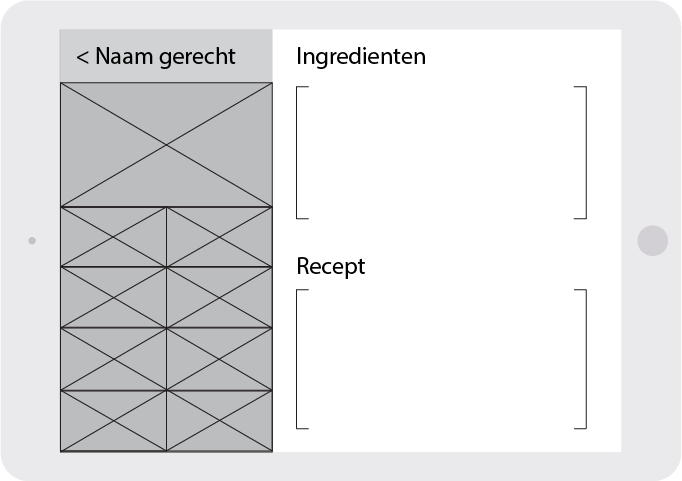 < Naam gerecht
Ingredienten
Recept